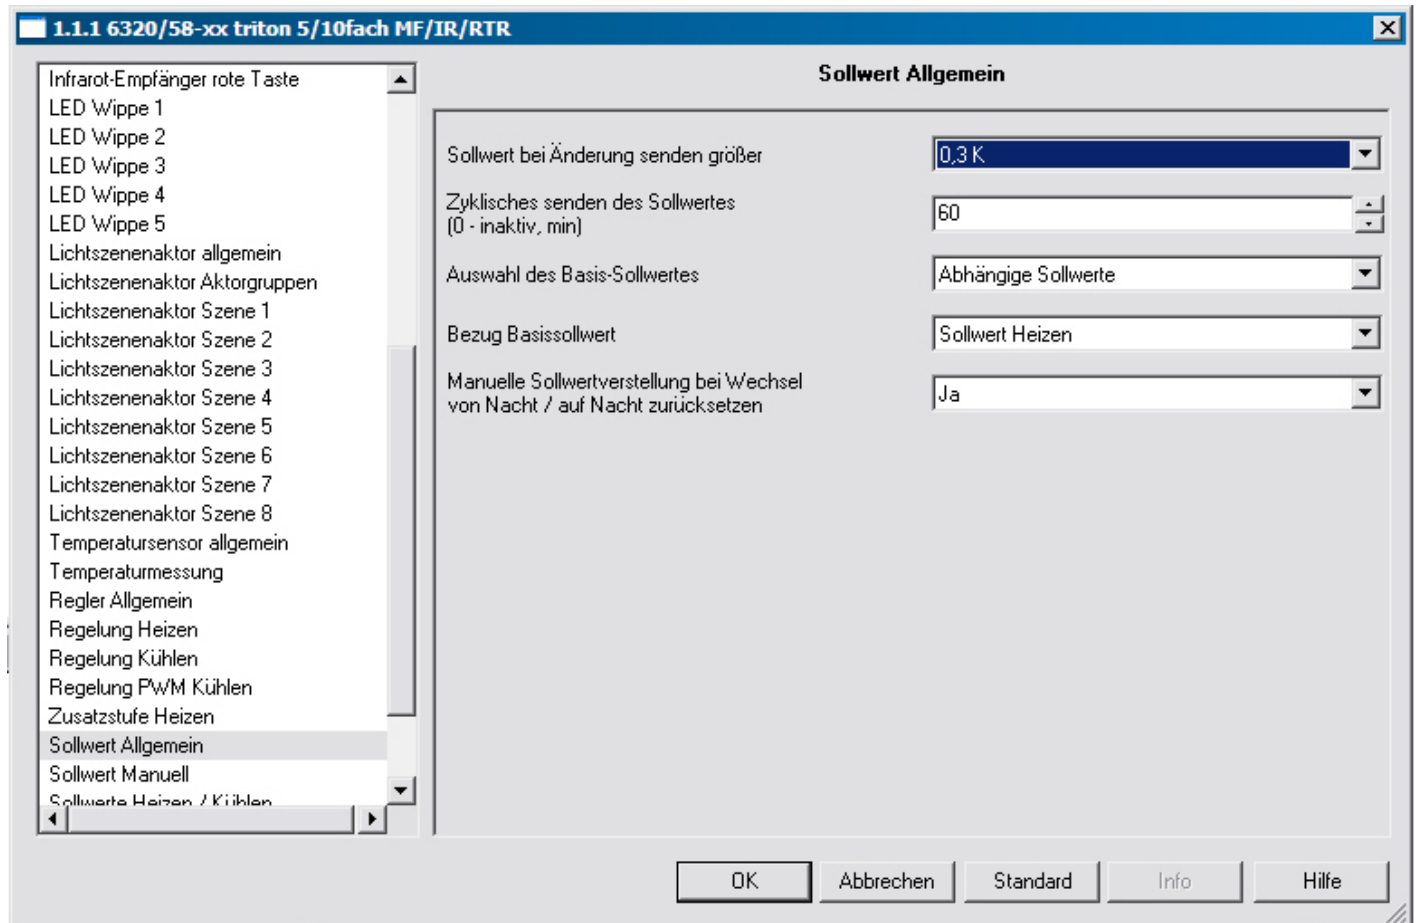 1.1.1 6320/58-xx triton 5/10fach MF/IR/RTR
Infrarot-Empfänger rote Taste
LED Wippe 1
LED Wippe 2
LED Wippe 3
LED Wippe 4
LED Wippe 5
Lichtszenenaktor allgemein
Lichtszenenaktor Aktorgruppen
Lichtszenenaktor Szene 1
Lichtszenenaktor Szene 2
Lichtszenenaktor Szene 3
Lichtszenenaktor Szene 4
Lichtszenenaktor Szene 5
Lichtszenenaktor Szene 6
Lichtszenenaktor Szene 7
Lichtszenenaktor Szene 8
Temperatursensor allgemein
Temperaturmessung
Regler Allgemein
Regelung Heizen
Regelung Kühlen
Regelung PWM Kühlen
Zusatzstufe Heizen
Sollwert Allgemein
Sollwert Manuell
Sollwerte Heizen / Kühlen
Sollwert Allgemein
Sollwert bei Änderung senden größer
0,3 K
Zyklisches senden des Sollwertes
(0 - inaktiv, min)
60
Auswahl des Basis-Sollwertes
Abhängige Sollwerte
Bezug Basissollwert
Sollwert Heizen
Manuelle Sollwertverstellung bei Wechsel
von Nacht / auf Nacht zurücksetzen
Ja
OK
Abbrechen
Standard
Info
Hilfe